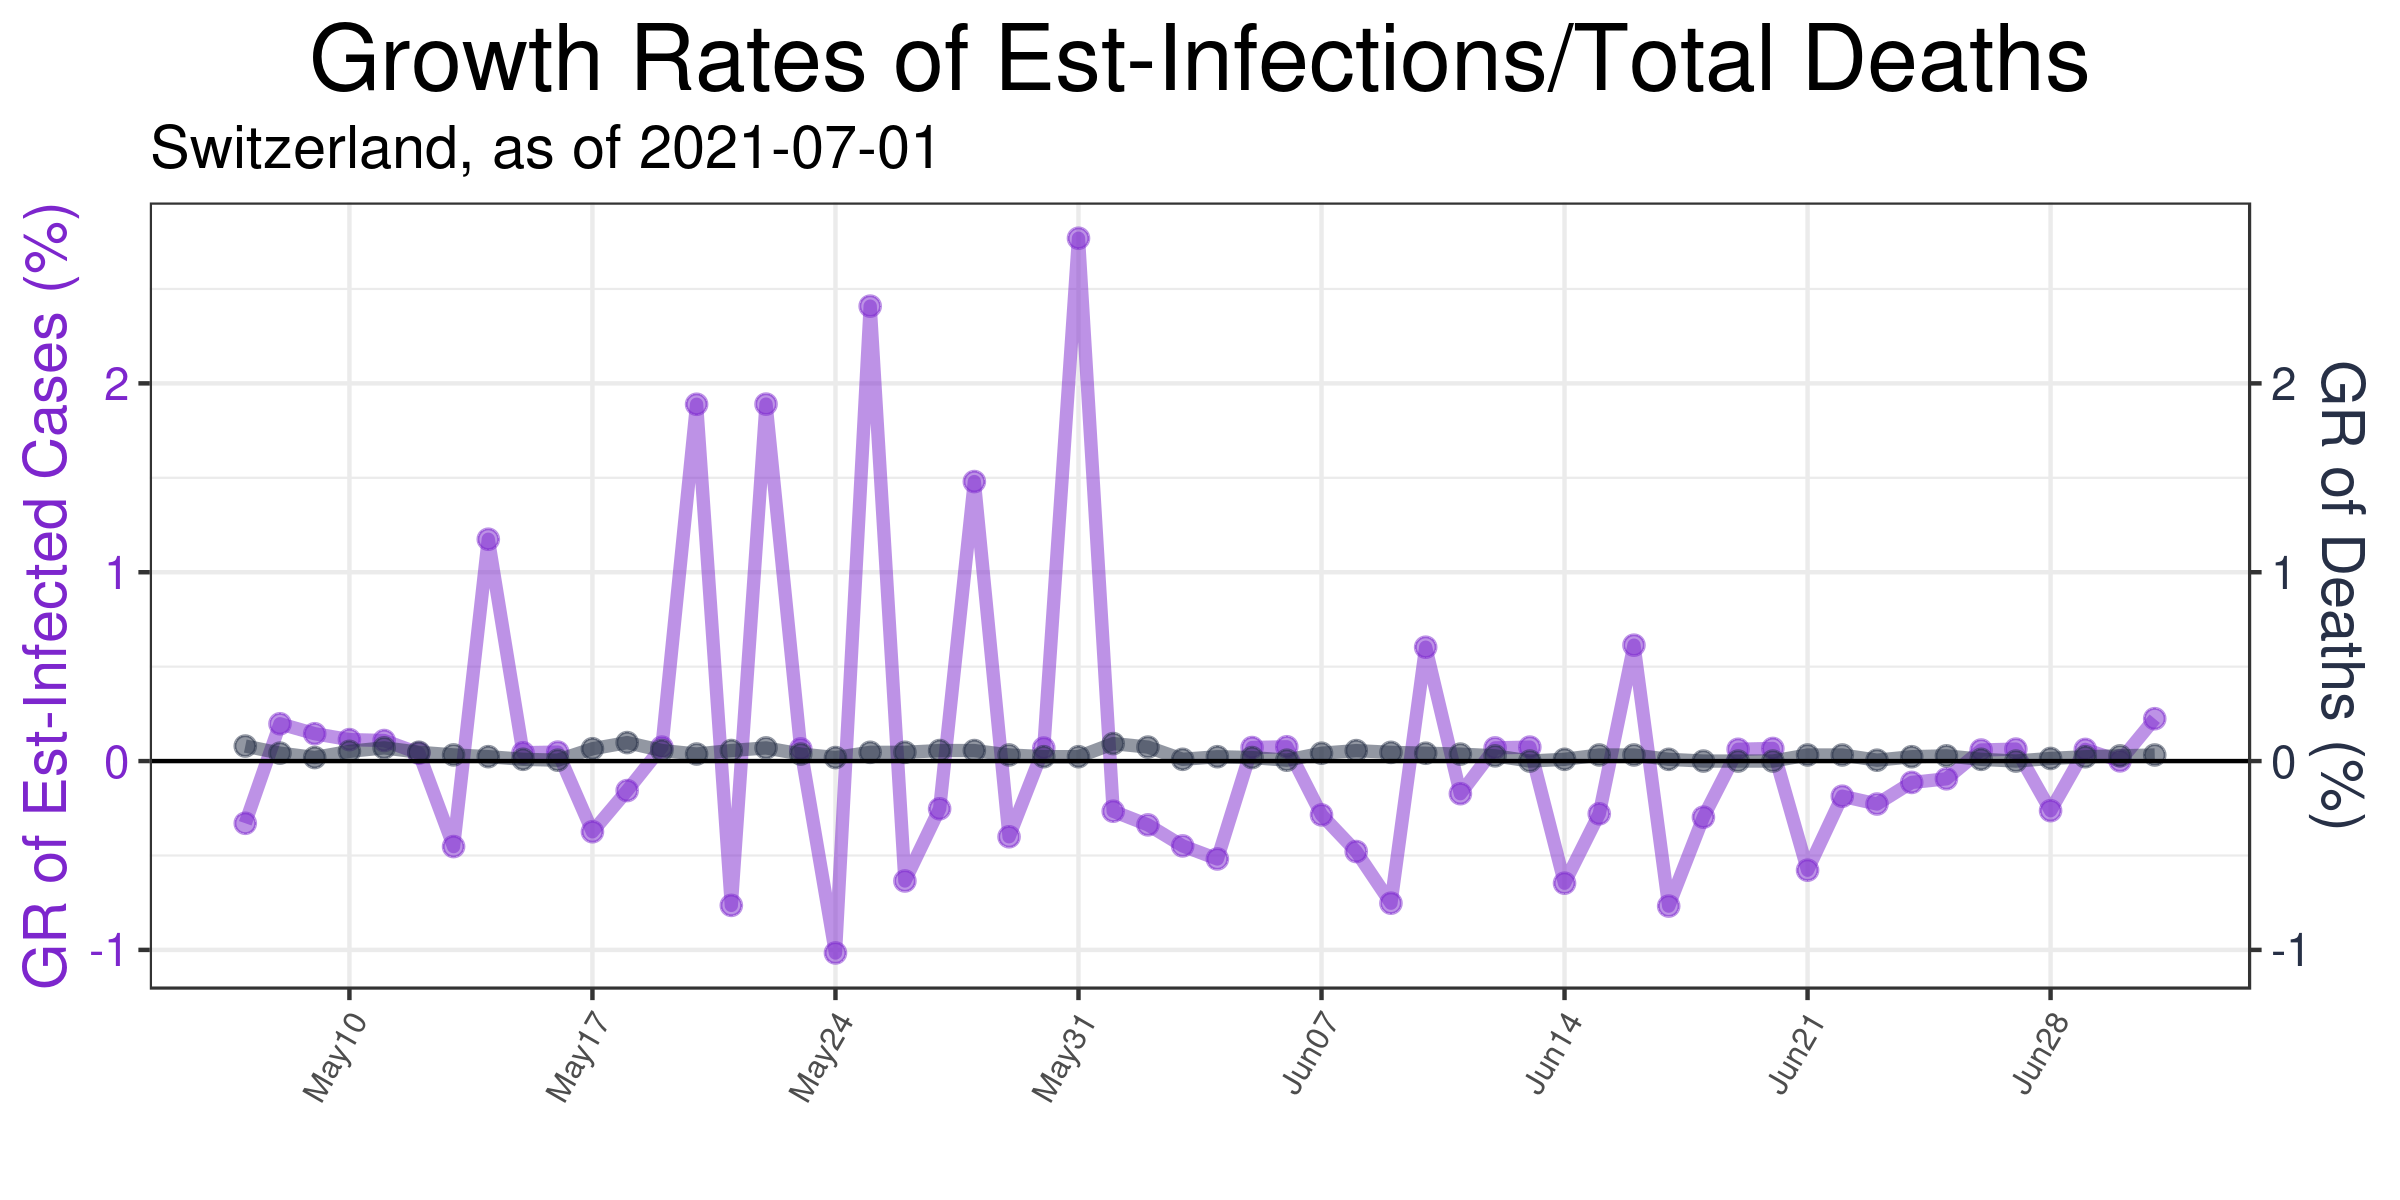 Growth Rates of Est-Infections/Total Deaths
Switzerland, as of 2021-07-01
GR of Est-Infected Cases (%)
2
1
0
-1
2
1
0
-1
GR of Deaths (%)
May10
May17
May24
May31
Jun07
Jun14
Jun21
Jun28